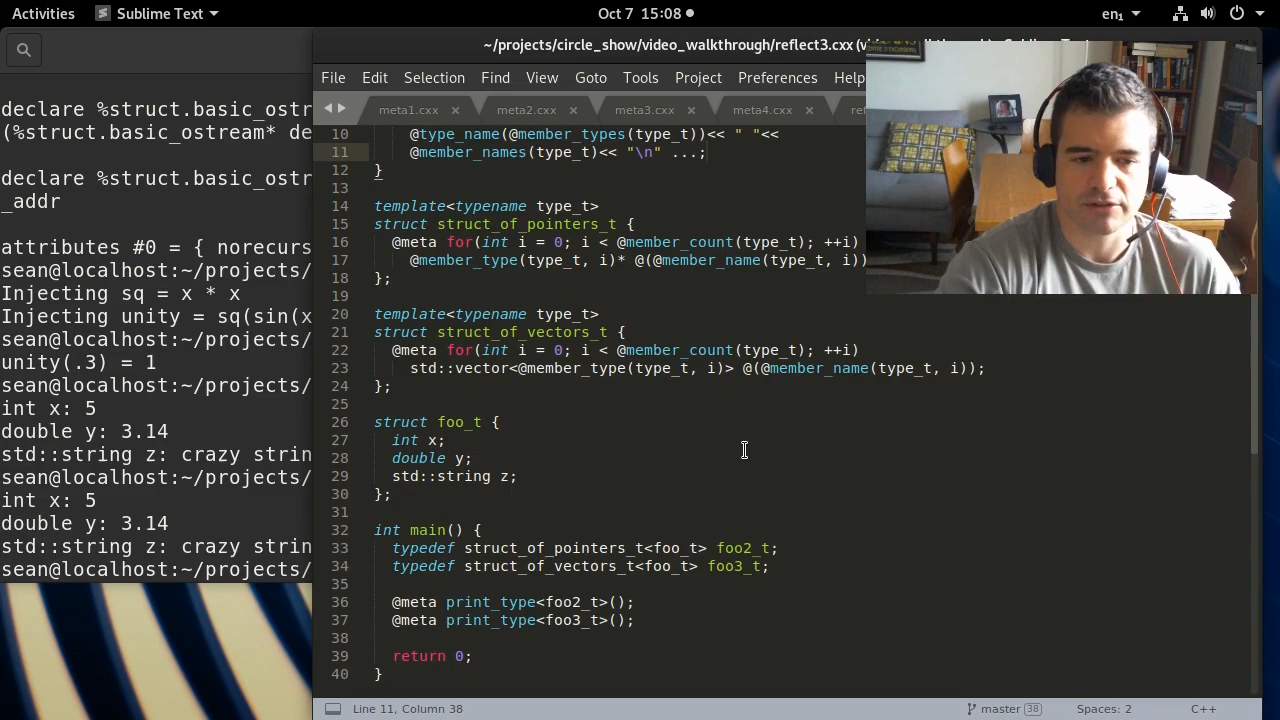 Activities Sublime Text Oct 7 15:08 en₁
~/projects/circle_show/video_walkthrough/reflect3.cxx
File Edit Selection Find View Goto Tools Project Preferences Help
meta1.cxx × meta2.cxx × meta3.cxx × meta4.cxx ×
declare %struct.basic_ostr
(%struct.basic_ostream* de
declare %struct.basic_ostr
_addr
attributes #0 = { norecurs
sean@localhost:~/projects/
Injecting sq = x * x
Injecting unity = sq(sin(x
sean@localhost:~/projects/
unity(.3) = 1
sean@localhost:~/projects/
int x: 5
double y: 3.14
std::string z: crazy strin
sean@localhost:~/projects/
int x: 5
double y: 3.14
std::string z: crazy strin
sean@localhost:~/projects/
10 @type_name(@member_types(type_t))<< " "<<
11 @member_names(type_t)<< "\n" ...;
12 }
13
14 template<typename type_t>
15 struct struct_of_pointers_t {
16 @meta for(int i = 0; i < @member_count(type_t); ++i)
17 @member_type(type_t, i)* @(@member_name(type_t, i))
18 };
19
20 template<typename type_t>
21 struct struct_of_vectors_t {
22 @meta for(int i = 0; i < @member_count(type_t); ++i)
23 std::vector<@member_type(type_t, i)> @(@member_name(type_t, i));
24 };
25
26 struct foo_t {
27 int x;
28 double y;
29 std::string z;
30 };
31
32 int main() {
33 typedef struct_of_pointers_t<foo_t> foo2_t;
34 typedef struct_of_vectors_t<foo_t> foo3_t;
35
36 @meta print_type<foo2_t>();
37 @meta print_type<foo3_t>();
38
39 return 0;
40 }
Line 11, Column 38 master 38 Spaces: 2 C++